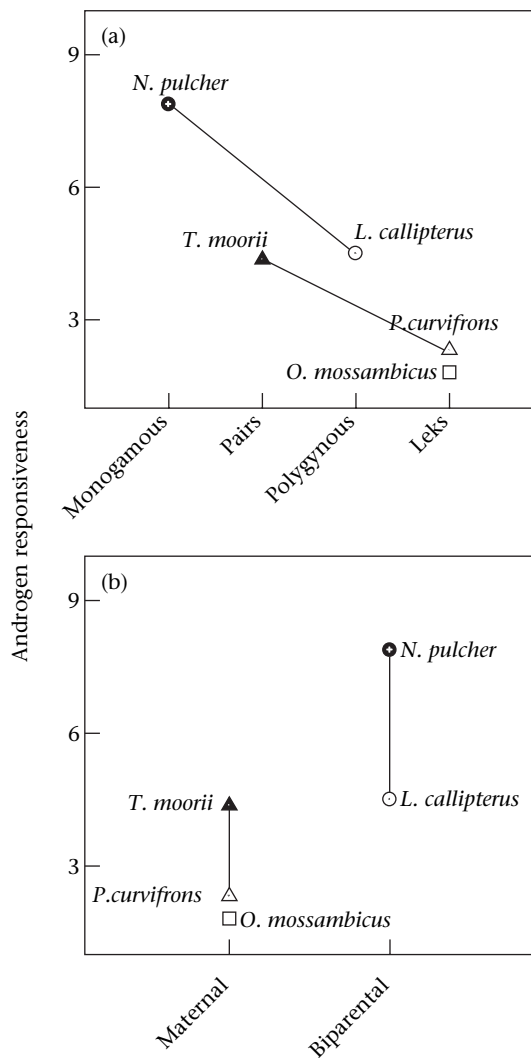 Androgen responsiveness
(a)
9
N. pulcher
6
L. callipterus
T. moorii
3
P.curvifrons
O. mossambicus
Monogamous
Pairs
Polygynous
Leks
(b)
9
N. pulcher
6
T. moorii
L. callipterus
3
P.curvifrons
O. mossambicus
Maternal
Biparental